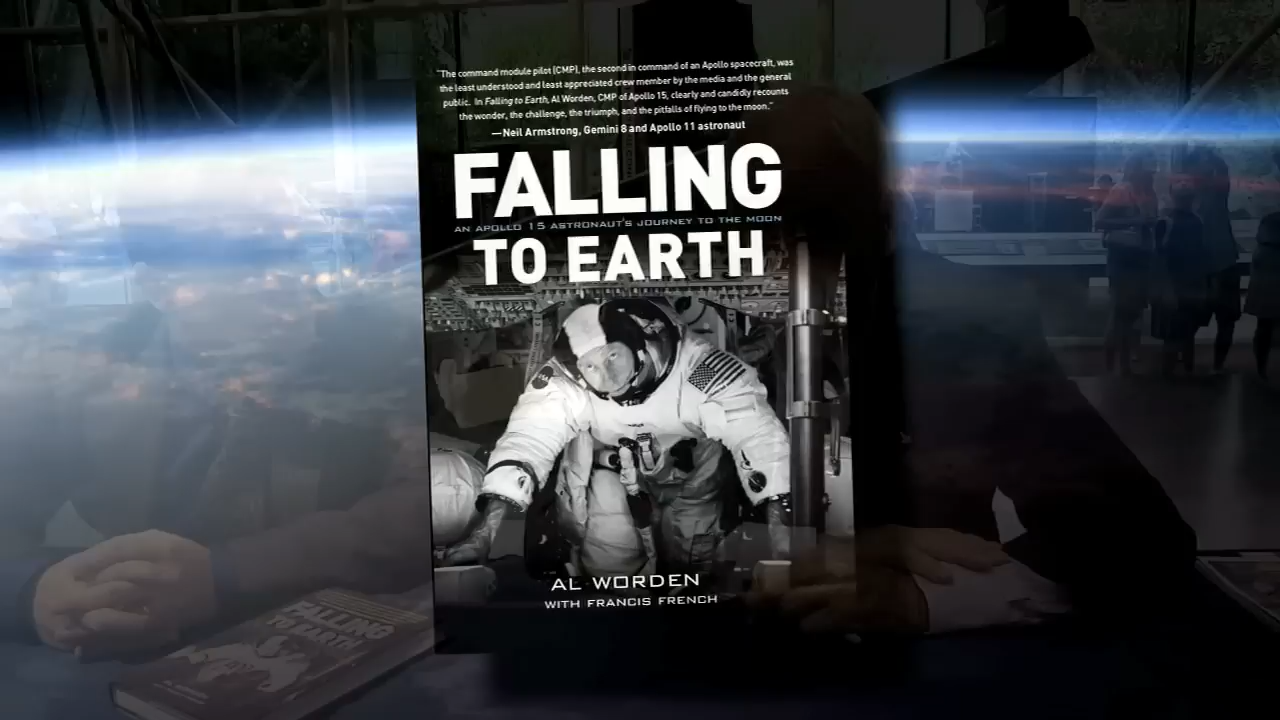 "The command module pilot (CMP), the second in command of an Apollo spacecraft, was
the least understood and least appreciated crew member by the media and the general
public. In Falling to Earth, Al Worden, CMP of Apollo 15, clearly and candidly recounts
the wonder, the challenge, the triumph, and the pitfalls of flying to the moon."
—Neil Armstrong, Gemini 8 and Apollo 11 astronaut
FALLING
AN APOLLO 15 ASTRONAUT'S JOURNEY TO THE MOON
TO EARTH
AL WORDEN
WITH FRANCIS FRENCH
FALLING
TO EARTH